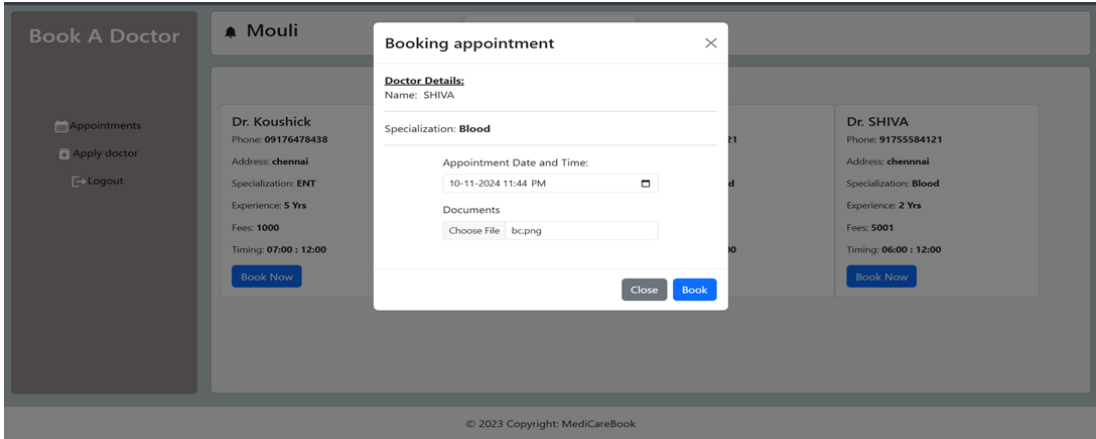 Book A Doctor
Appointments
Apply doctor
Logout
Mouli
Dr. Koushick
Phone: 09176478438
Address: chennai
Specialization: ENT
Experience: 5 Yrs
Fees: 1000
Timing: 07:00 : 12:00
Book Now
Booking appointment
Doctor Details:
Name: SHIVA
Specialization: Blood
Appointment Date and Time:
10-11-2024 11:44 PM
Documents
Choose File bc.png
Close Book
21
d
00
Dr. SHIVA
Phone: 91755584121
Address: chennnai
Specialization: Blood
Experience: 2 Yrs
Fees: 5001
Timing: 06:00 : 12:00
Book Now
© 2023 Copyright: MediCareBook